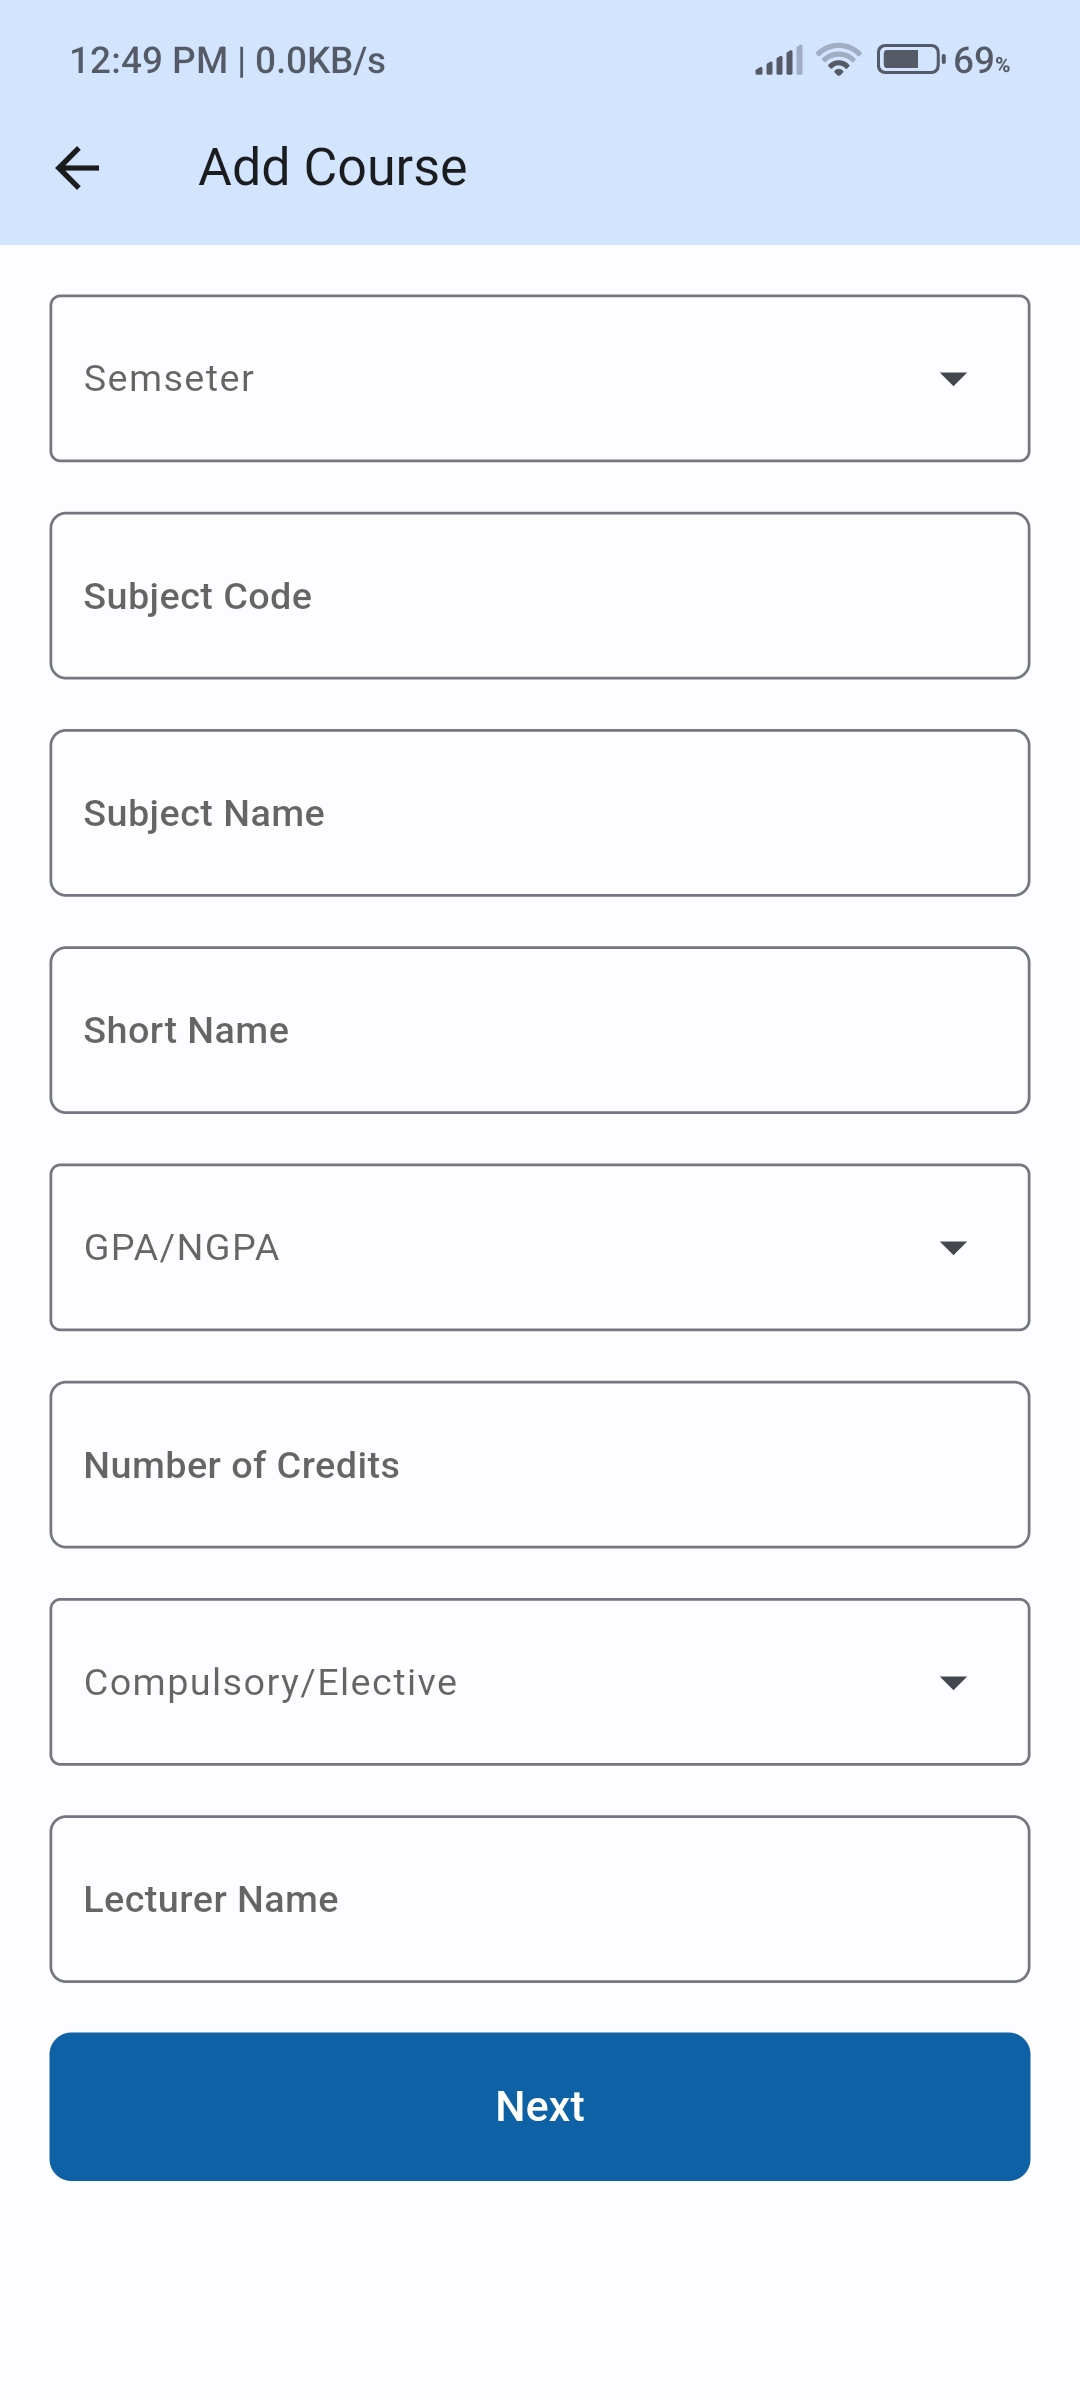 12:49 PM | 0.0KB/s 69%
Add Course
Semseter
Subject Code
Subject Name
Short Name
GPA/NGPA
Number of Credits
Compulsory/Elective
Lecturer Name
Next